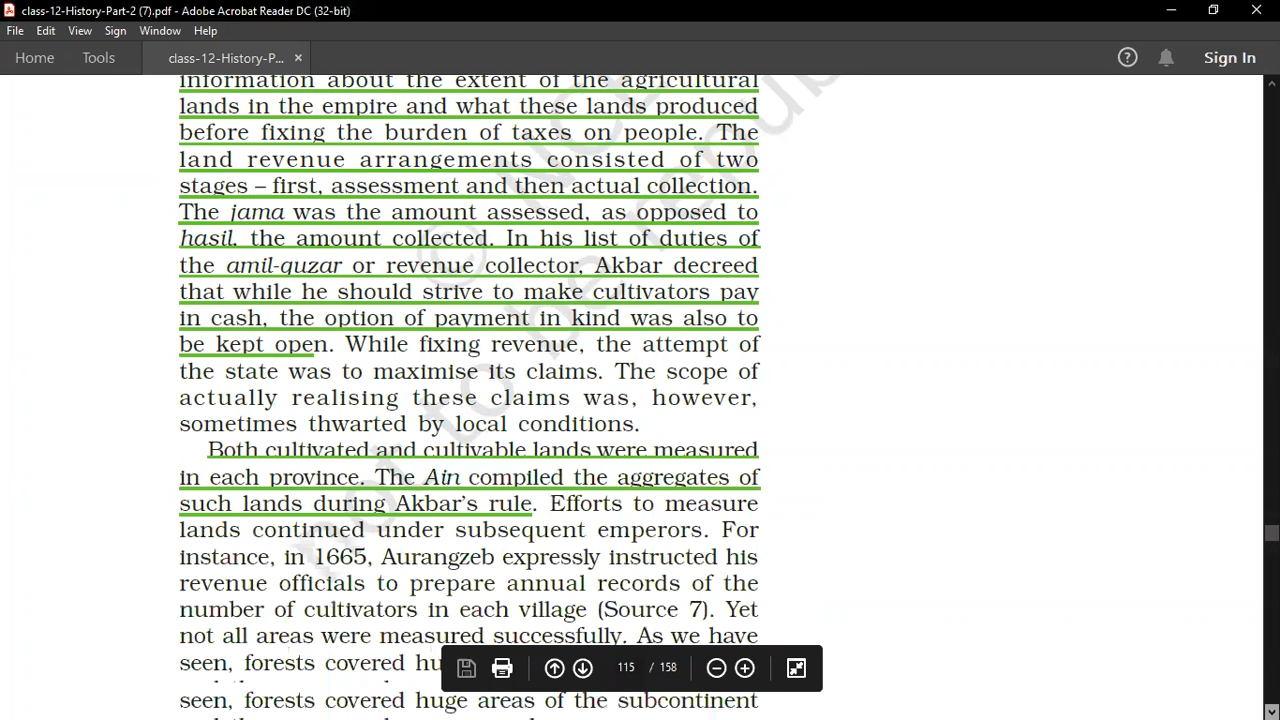 class-12-History-Part-2 (7).pdf - Adobe Acrobat Reader DC (32-bit)
File Edit View Sign Window Help
Home Tools class-12-History-P... × Sign In
information about the extent of the agricultural
lands in the empire and what these lands produced
before fixing the burden of taxes on people. The
land revenue arrangements consisted of two
stages – first, assessment and then actual collection.
The jama was the amount assessed, as opposed to
hasil, the amount collected. In his list of duties of
the amil-guzar or revenue collector, Akbar decreed
that while he should strive to make cultivators pay
in cash, the option of payment in kind was also to
be kept open. While fixing revenue, the attempt of
the state was to maximise its claims. The scope of
actually realising these claims was, however,
sometimes thwarted by local conditions.
Both cultivated and cultivable lands were measured
in each province. The Ain compiled the aggregates of
such lands during Akbar's rule. Efforts to measure
lands continued under subsequent emperors. For
instance, in 1665, Aurangzeb expressly instructed his
revenue officials to prepare annual records of the
number of cultivators in each village (Source 7). Yet
not all areas were measured successfully. As we have
seen, forests covered
115 / 158
seen, forests covered huge areas of the subcontinent
not to be republ